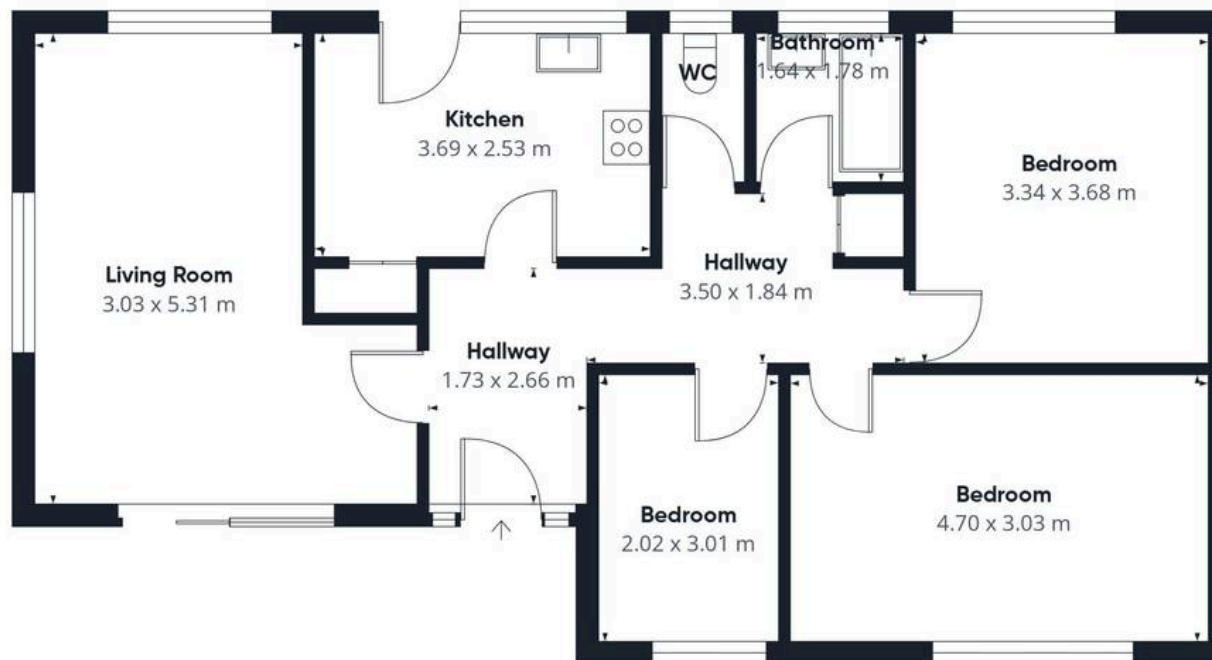 Living Room
3.03 x 5.31 m
Kitchen
3.69 x 2.53 m
WC
Bathroom
1.64 x 1.78 m
Bedroom
3.34 x 3.68 m
Hallway
3.50 x 1.84 m
Hallway
1.73 x 2.66 m
Bedroom
2.02 x 3.01 m
Bedroom
4.70 x 3.03 m